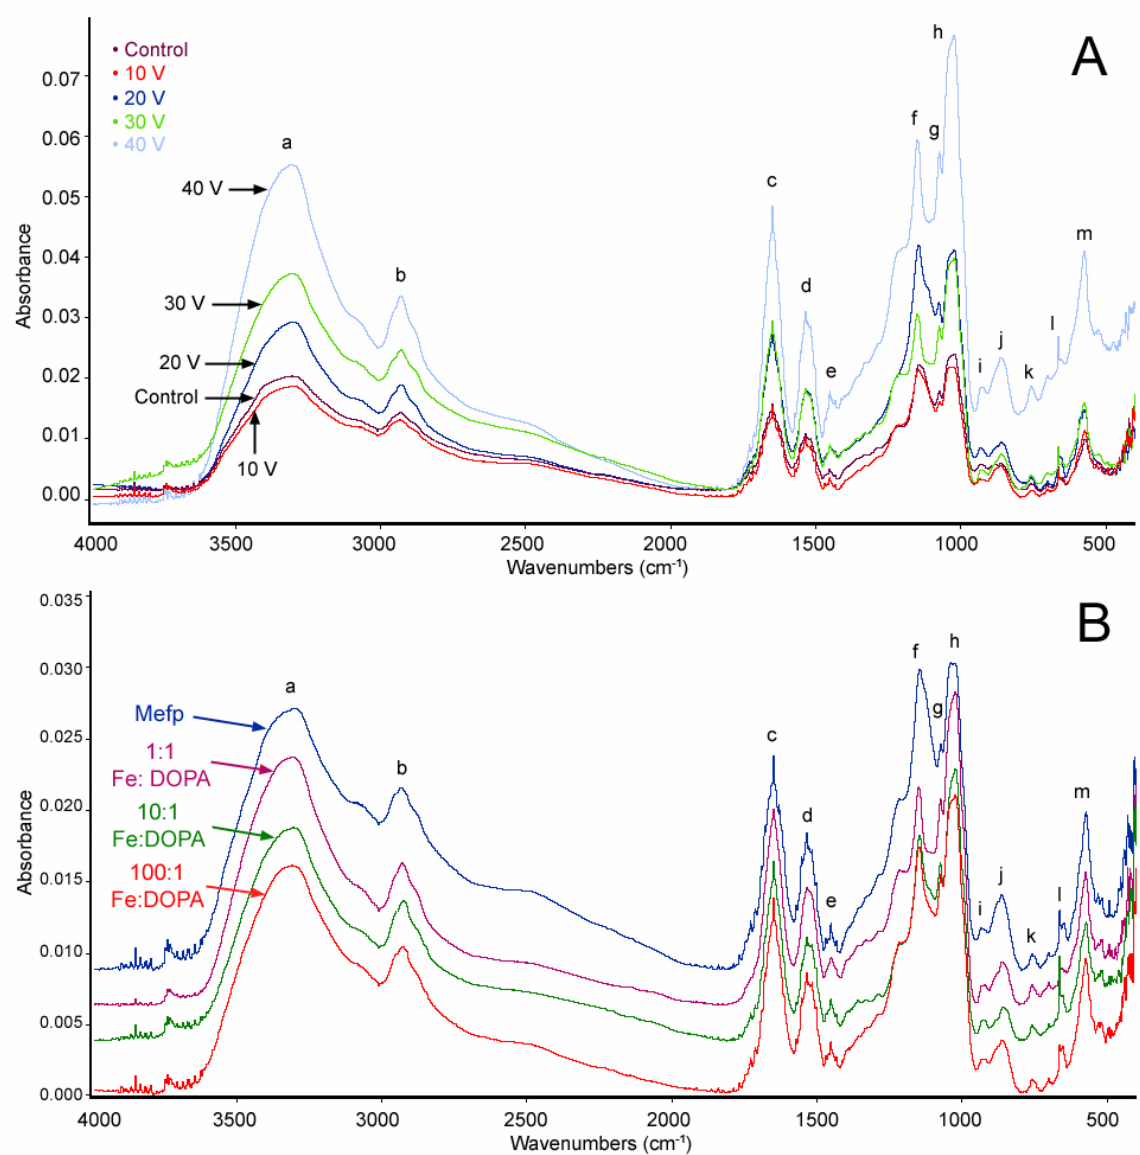 A
• Control
• 10 V
• 20 V
• 30 V
• 40 V
h
f
g
a
c
b
d
m
l
j
i
k
e
40 V
30 V
20 V
Control
10 V
0.07
0.06
0.05
0.04
0.03
0.02
0.01
0.00
Absorbance
4000 3500 3000 2500 2000 1500 1000 500
Wavenumbers (cm⁻¹)
B
0.035
0.030
0.025
0.020
0.015
0.010
0.005
0.000
Absorbance
f
h
a
g
c
b
m
d
j
l
e
i
k
Mefp
1:1
Fe: DOPA
10:1
Fe:DOPA
100:1
Fe:DOPA
4000 3500 3000 2500 2000 1500 1000 500
Wavenumbers (cm⁻¹)